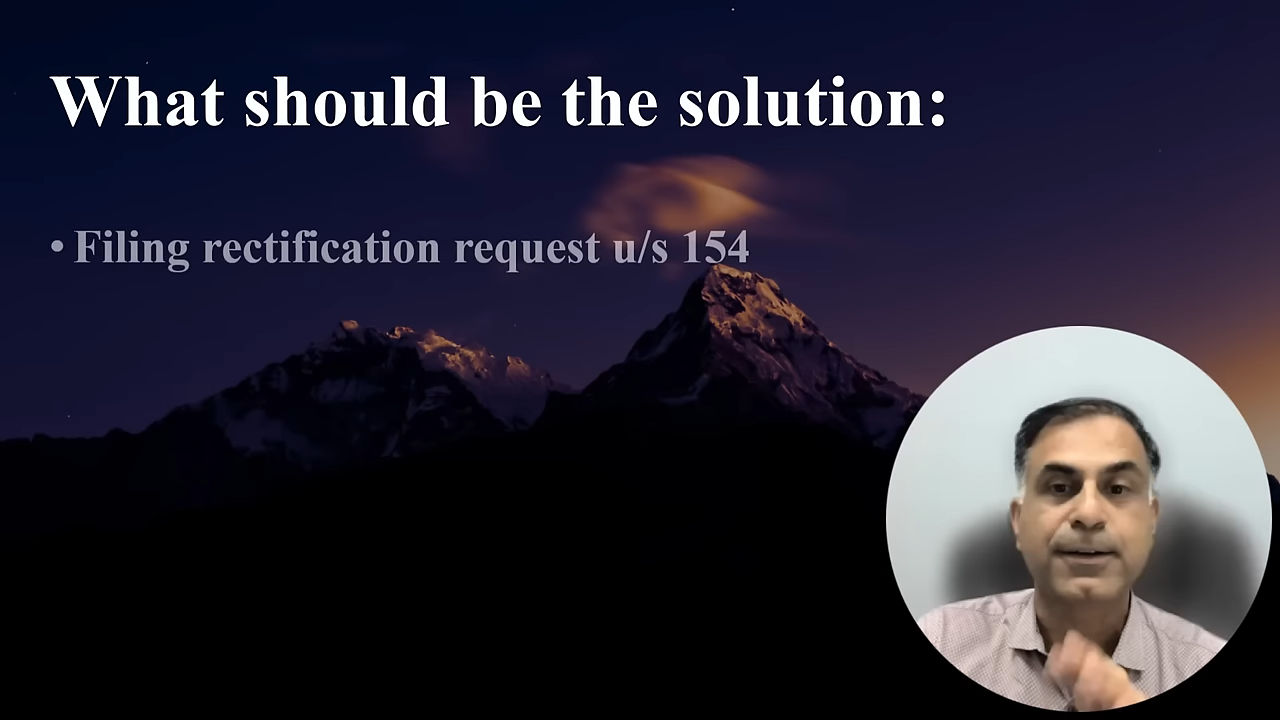 What should be the solution:
• Filing rectification request u/s 154